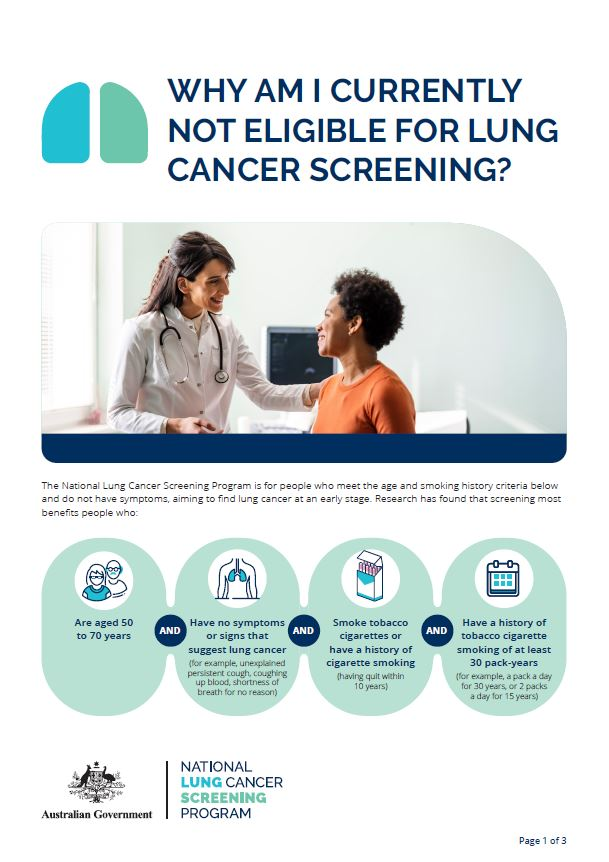 WHY AM I CURRENTLY
NOT ELIGIBLE FOR LUNG
CANCER SCREENING?
The National Lung Cancer Screening Program is for people who meet the age and smoking history criteria below
and do not have symptoms, aiming to find lung cancer at an early stage. Research has found that screening most
benefits people who:
Are aged 50
to 70 years
AND
Have no symptoms
or signs that
suggest lung cancer
(for example, unexplained
persistent cough, coughing
up blood, shortness of
breath for no reason)
AND
Smoke tobacco
cigarettes or
have a history of
cigarette smoking
(having quit within
10 years)
AND
Have a history of
tobacco cigarette
smoking of at least
30 pack-years
(for example, a pack a day
for 30 years, or 2 packs
a day for 15 years)
Australian Government
NATIONAL
LUNG CANCER
SCREENING
PROGRAM
Page 1 of 3